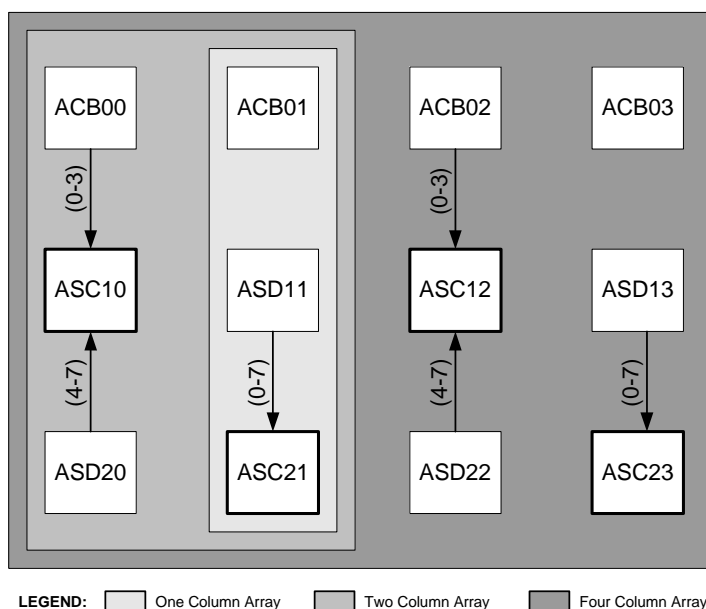 ACB00 ACB01 ACB02 ACB03
(0-3) (0-3)
ASC10 ASD11 ASC12 ASD13
(4-7) (0-7) (4-7) (0-7)
ASD20 ASC21 ASD22 ASC23
LEGEND: One Column Array Two Column Array Four Column Array